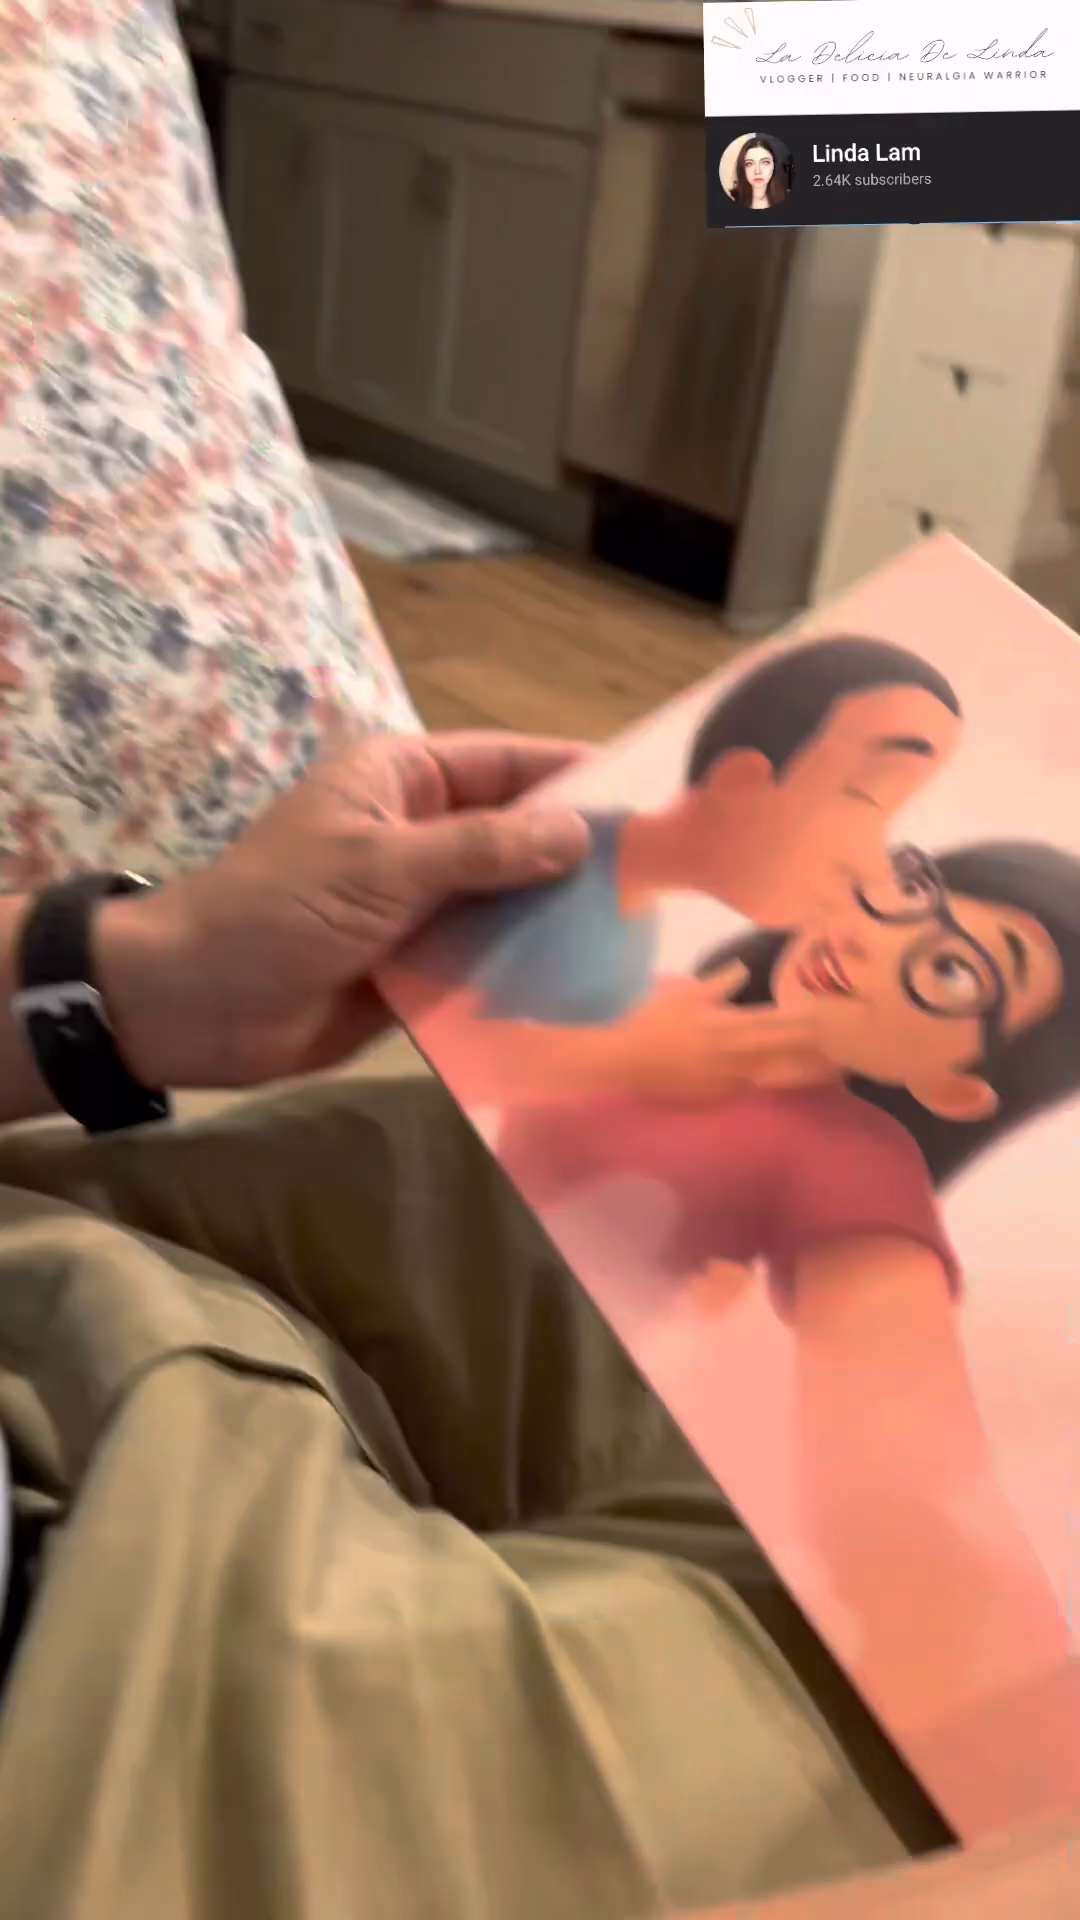 La Delicia De Linda
VLOGGER | FOOD | NEURALGIA WARRIOR
Linda Lam
2.64K subscribers